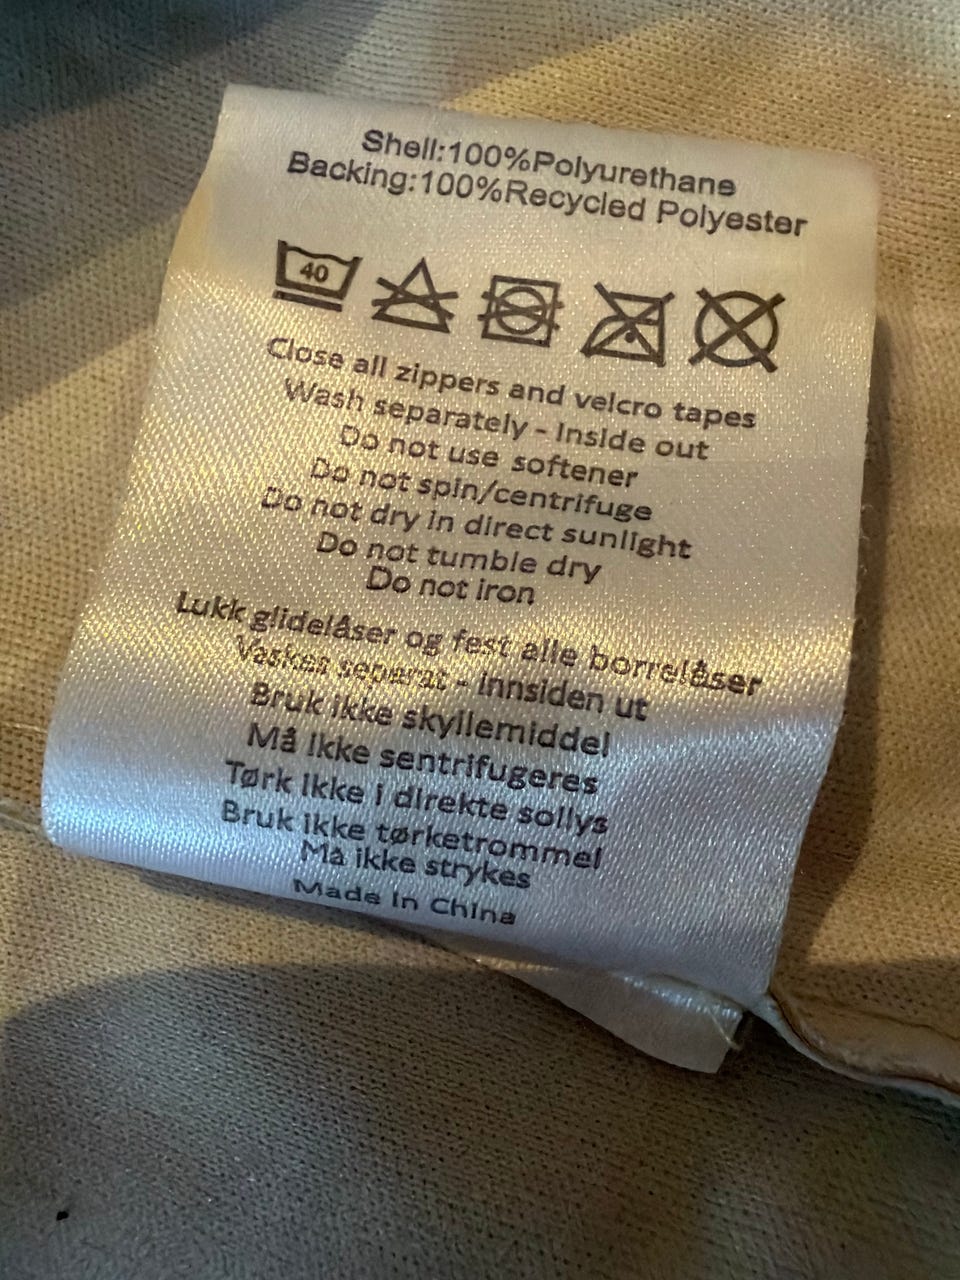 Shell:100%Polyurethane
Backing:100%Recycled Polyester
40
Close all zippers and velcro tapes
Wash separately - Inside out
Do not use softener
Do not spin/centrifuge
Do not dry in direct sunlight
Do not tumble dry
Do not iron
Lukk glidelåser og fest alle borrelåser
Vaskes separat - innsiden ut
Bruk ikke skyllemiddel
Må ikke sentrifugeres
Tørk ikke i direkte sollys
Bruk ikke tørketrommel
Må ikke strykes
Made In China